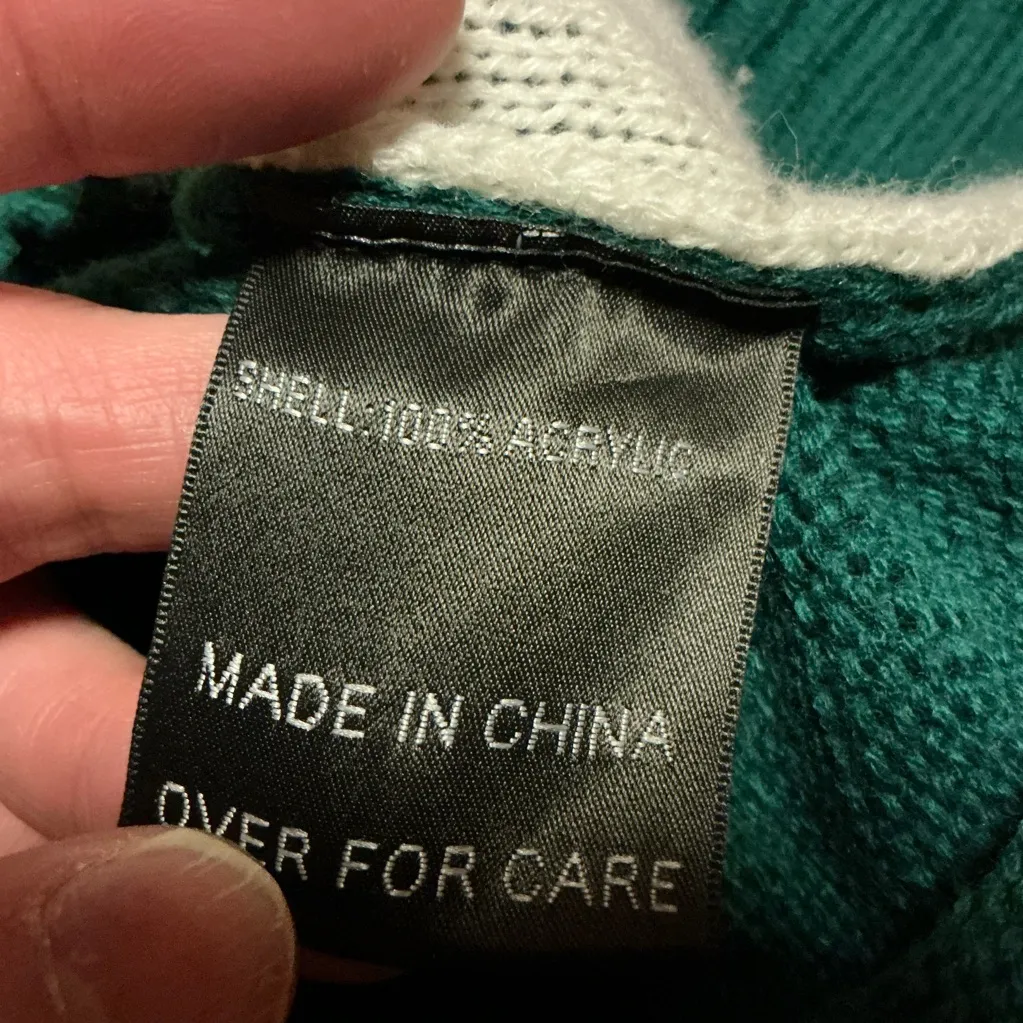 SHELL:100% ACRYLIC
MADE IN CHINA
OVER FOR CARE